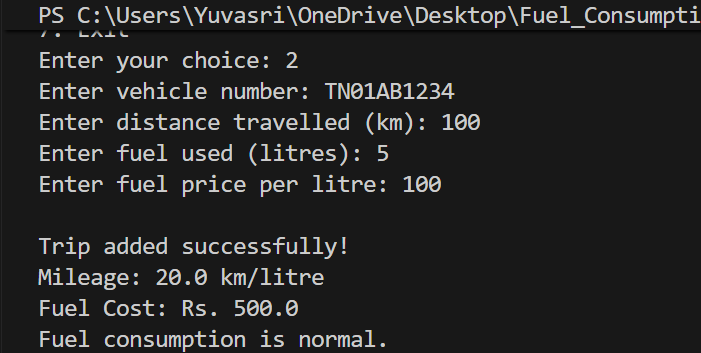 PS C:\Users\Yuvasri\OneDrive\Desktop\Fuel_Consumpti
7. Exit
Enter your choice: 2
Enter vehicle number: TN01AB1234
Enter distance travelled (km): 100
Enter fuel used (litres): 5
Enter fuel price per litre: 100
Trip added successfully!
Mileage: 20.0 km/litre
Fuel Cost: Rs. 500.0
Fuel consumption is normal.